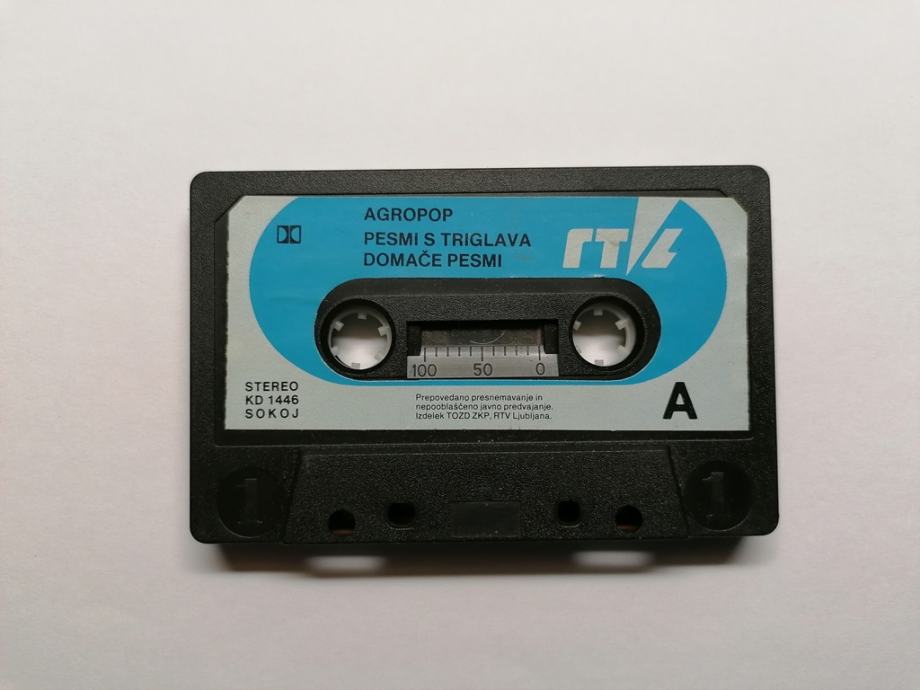 AGROPOP
PESMI S TRIGLAVA
DOMAČE PESMI
RTVL
100 50 0
STEREO
KD 1446
SOKOJ
Prepovedano presnemavanje in
nepooblaščeno javno predvajanje.
Izdelek TOZD ZKP, RTV Ljubljana.
A
1 1